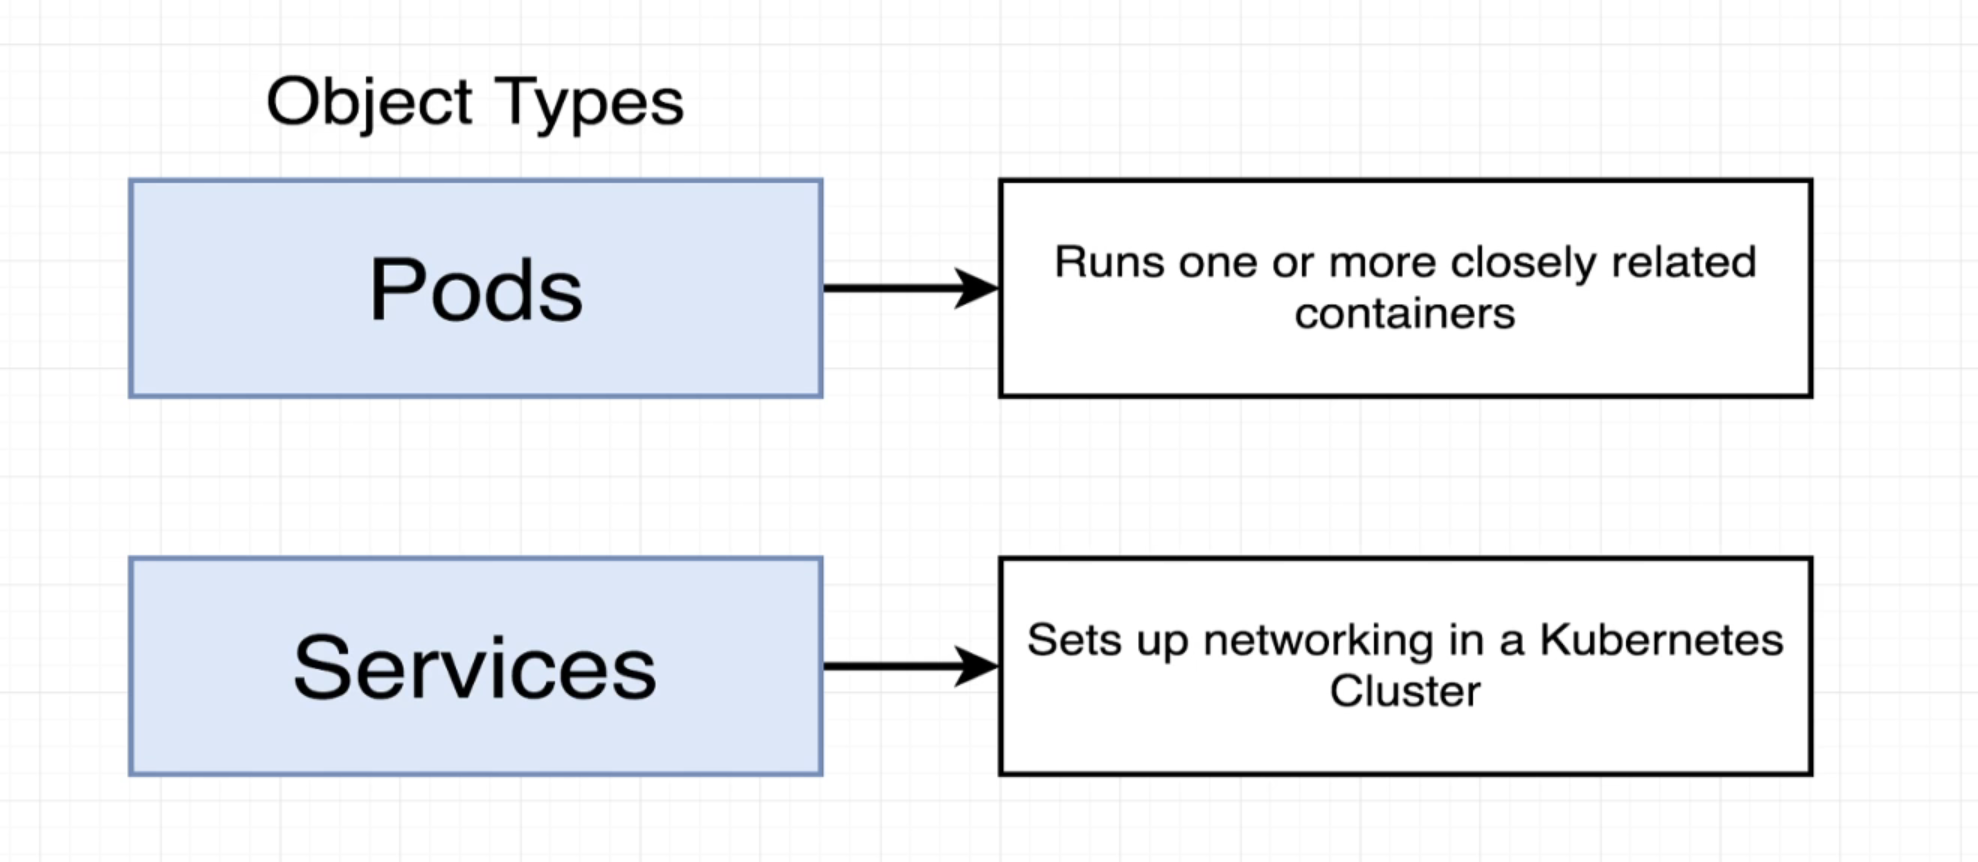 Object Types
Pods
Runs one or more closely related
containers
Services
Sets up networking in a Kubernetes
Cluster